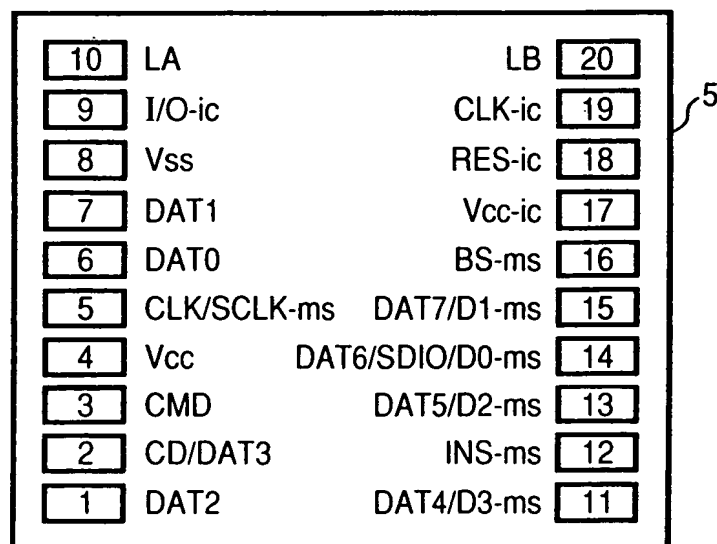 10 LA LB 20
9 I/O-ic CLK-ic 19
8 Vss RES-ic 18
7 DAT1 Vcc-ic 17
6 DAT0 BS-ms 16
5 CLK/SCLK-ms DAT7/D1-ms 15
4 Vcc DAT6/SDIO/D0-ms 14
3 CMD DAT5/D2-ms 13
2 CD/DAT3 INS-ms 12
1 DAT2 DAT4/D3-ms 11
5